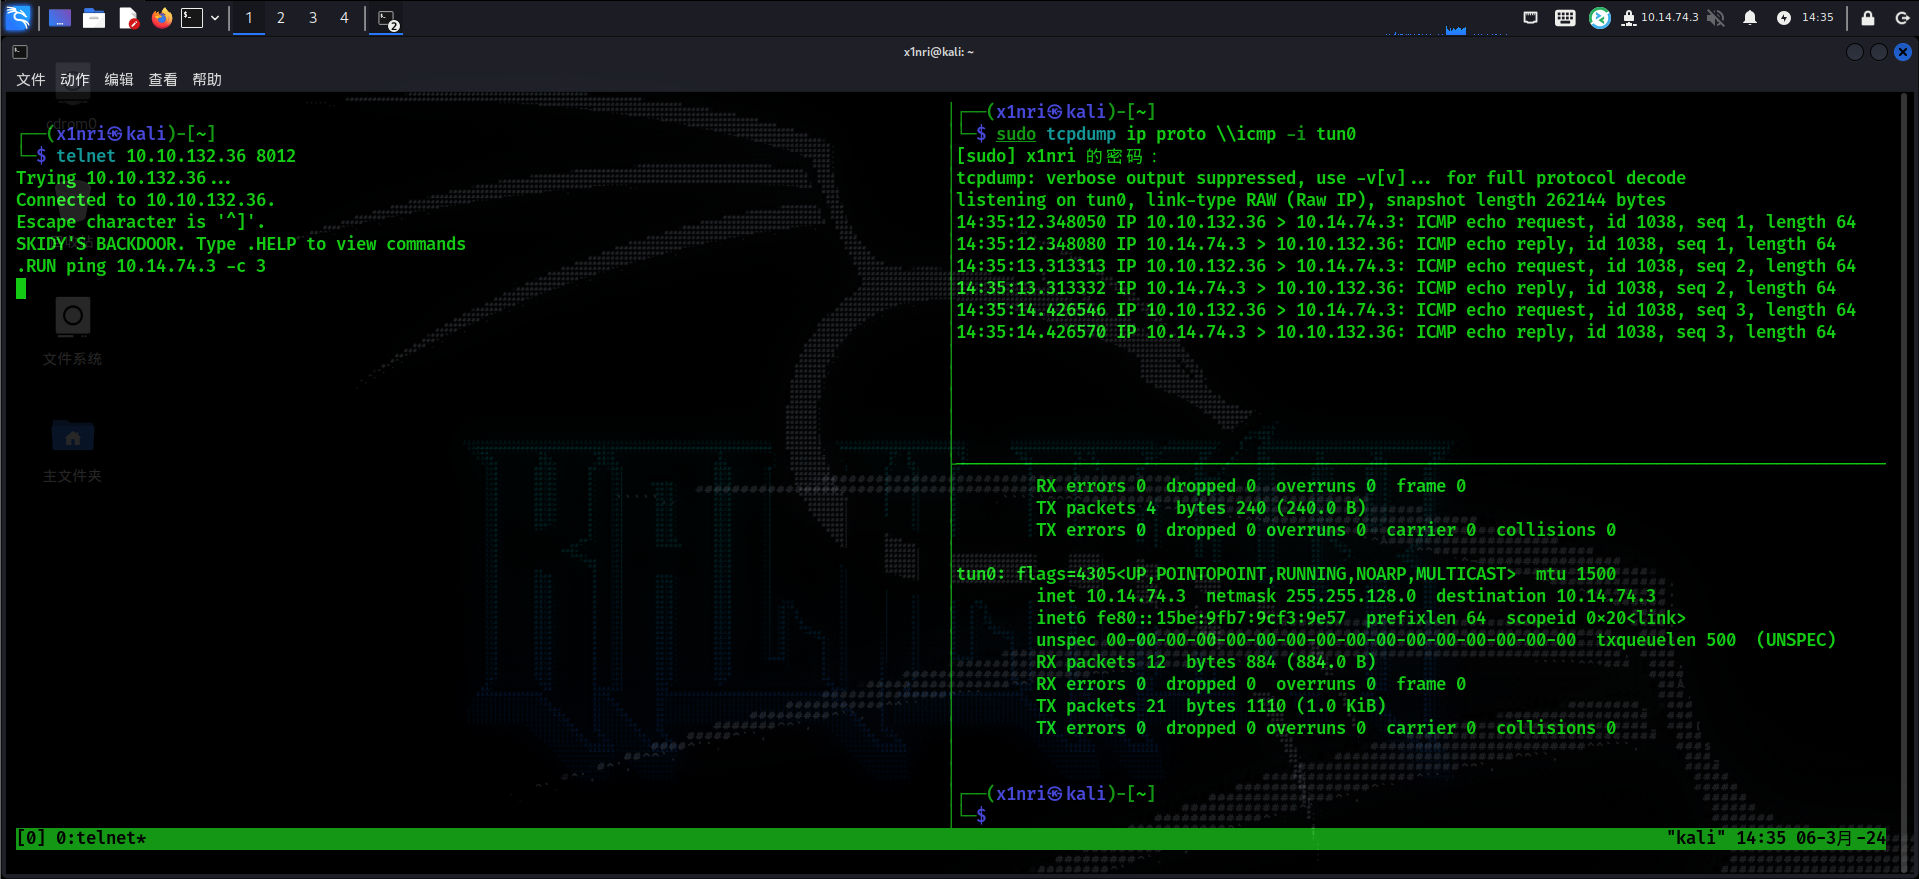 1 2 3 4 2 10.14.74.3 14:35
x1nri@kali: ~
文件 动作 编辑 查看 帮助
cdrom0
┌──(x1nri㉿kali)-[~]
└─$ telnet 10.10.132.36 8012
Trying 10.10.132.36...
Connected to 10.10.132.36.
Escape character is '^]'.
SKIDY'S BACKDOOR. Type .HELP to view commands
.RUN ping 10.14.74.3 -c 3
文件系统
主文件夹
┌──(x1nri㉿kali)-[~]
└─$ sudo tcpdump ip proto \\icmp -i tun0
[sudo] x1nri 的密码：
tcpdump: verbose output suppressed, use -v[v]... for full protocol decode
listening on tun0, link-type RAW (Raw IP), snapshot length 262144 bytes
14:35:12.348050 IP 10.10.132.36 > 10.14.74.3: ICMP echo request, id 1038, seq 1, length 64
14:35:12.348080 IP 10.14.74.3 > 10.10.132.36: ICMP echo reply, id 1038, seq 1, length 64
14:35:13.313313 IP 10.10.132.36 > 10.14.74.3: ICMP echo request, id 1038, seq 2, length 64
14:35:13.313332 IP 10.14.74.3 > 10.10.132.36: ICMP echo reply, id 1038, seq 2, length 64
14:35:14.426546 IP 10.10.132.36 > 10.14.74.3: ICMP echo request, id 1038, seq 3, length 64
14:35:14.426570 IP 10.14.74.3 > 10.10.132.36: ICMP echo reply, id 1038, seq 3, length 64
RX errors 0  dropped 0  overruns 0  frame 0
TX packets 4  bytes 240 (240.0 B)
TX errors 0  dropped 0 overruns 0  carrier 0  collisions 0
tun0: flags=4305<UP,POINTOPOINT,RUNNING,NOARP,MULTICAST>  mtu 1500
inet 10.14.74.3  netmask 255.255.128.0  destination 10.14.74.3
inet6 fe80::15be:9fb7:9cf3:9e57  prefixlen 64  scopeid 0×20<link>
unspec 00-00-00-00-00-00-00-00-00-00-00-00-00-00-00-00  txqueuelen 500  (UNSPEC)
RX packets 12  bytes 884 (884.0 B)
RX errors 0  dropped 0  overruns 0  frame 0
TX packets 21  bytes 1110 (1.0 KiB)
TX errors 0  dropped 0 overruns 0  carrier 0  collisions 0
┌──(x1nri㉿kali)-[~]
└─$
[0] 0:telnet* "kali" 14:35 06-3月-24